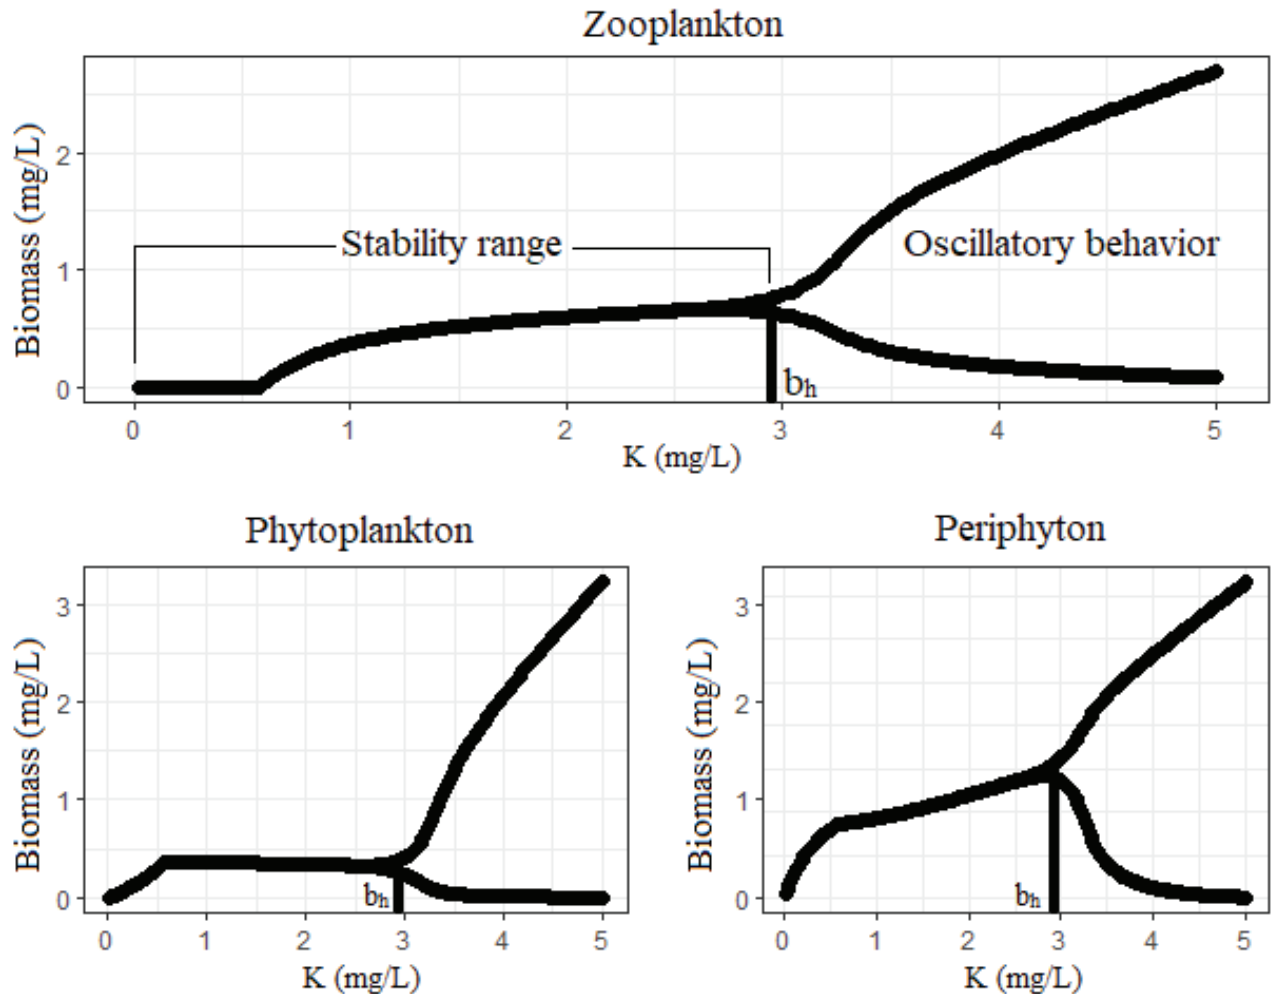 Zooplankton
Biomass (mg/L)
2
1
0
Stability range
Oscillatory behavior
bh
0 1 2 3 4 5
K (mg/L)
Phytoplankton
Biomass (mg/L)
3
2
1
0
bh
0 1 2 3 4 5
K (mg/L)
Periphyton
Biomass (mg/L)
3
2
1
0
bh
0 1 2 3 4 5
K (mg/L)